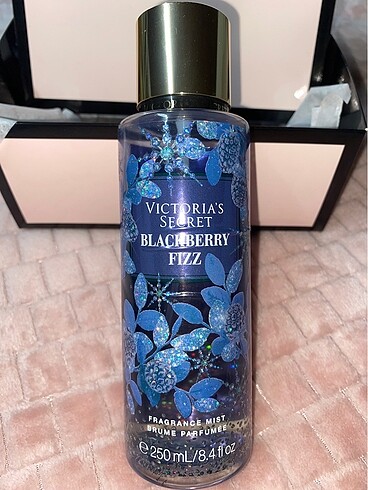 VICTORIA'S
SECRET
BLACKBERRY
FIZZ
FRAGRANCE MIST
BRUME PARFUMÉE
℮ 250 mL/8.4 fl oz